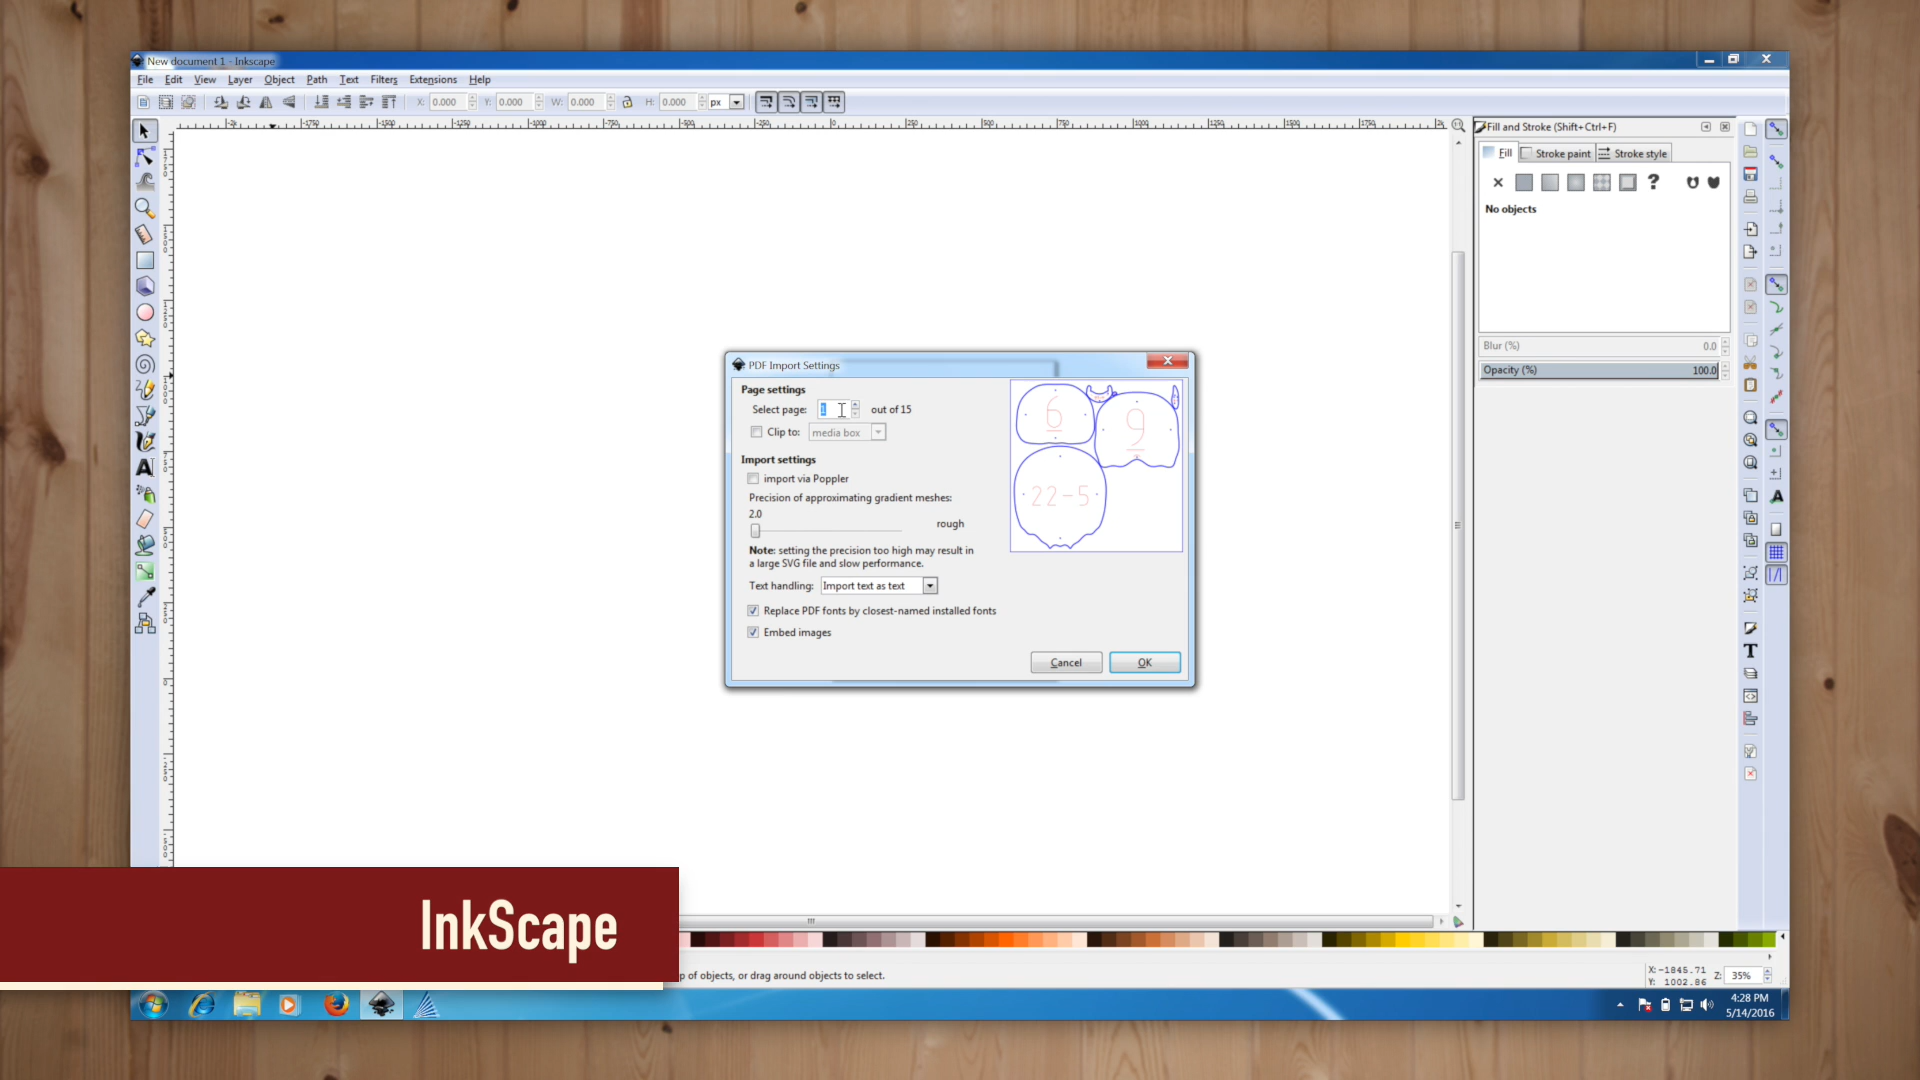 New document 1 - Inkscape
File Edit View Layer Object Path Text Filters Extensions Help
X: 0.000 Y: 0.000 W: 0.000 H: 0.000 px
Fill and Stroke (Shift+Ctrl+F)
Fill Stroke paint Stroke style
?
No objects
Blur (%) 0.0
Opacity (%) 100.0
PDF Import Settings
Page settings
Select page: 1 out of 15
Clip to: media box
Import settings
import via Poppler
Precision of approximating gradient meshes:
2.0
rough
Note: setting the precision too high may result in
a large SVG file and slow performance.
Text handling: Import text as text
Replace PDF fonts by closest-named installed fonts
Embed images
Cancel OK
6
9
22-5
InkScape
p of objects, or drag around objects to select.
X: -1845.71
Y: 1002.86
Z: 35%
4:28 PM
5/14/2016